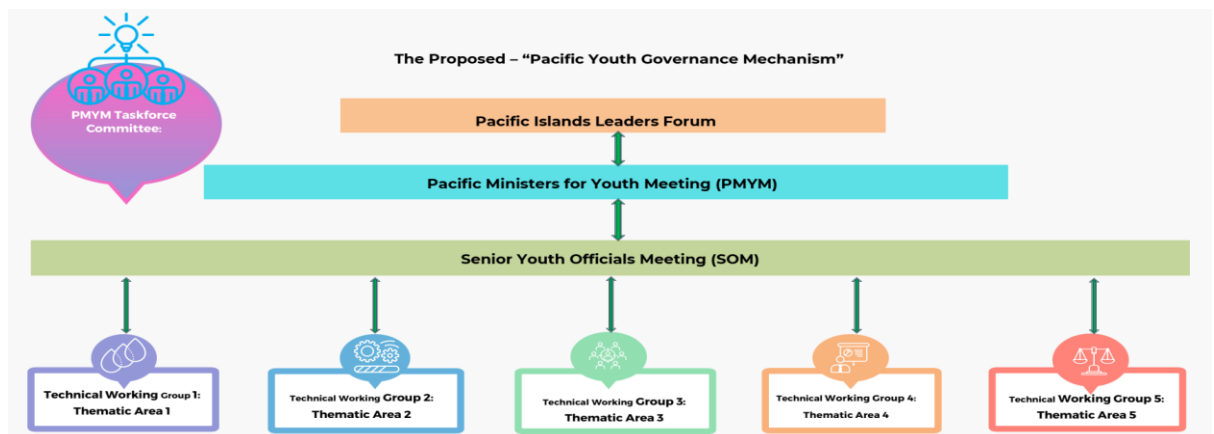 The Proposed – “Pacific Youth Governance Mechanism”
PMYM Taskforce
Committee:
Pacific Islands Leaders Forum
Pacific Ministers for Youth Meeting (PMYM)
Senior Youth Officials Meeting (SOM)
Technical Working Group 1:
Thematic Area 1
Technical Working Group 2:
Thematic Area 2
Technical Working Group 3:
Thematic Area 3
Technical Working Group 4:
Thematic Area 4
Technical Working Group 5:
Thematic Area 5